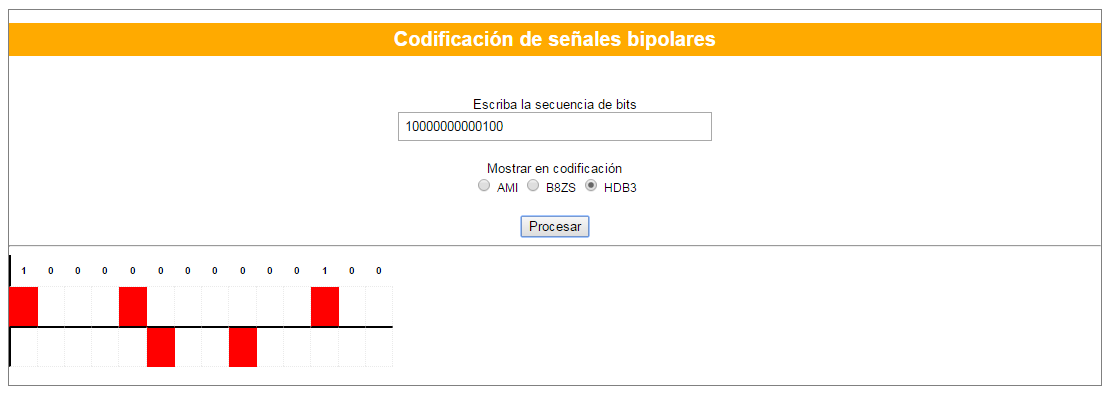 Codificación de señales bipolares
Escriba la secuencia de bits
10000000000100
Mostrar en codificación
AMI B8ZS HDB3
Procesar
1 0 0 0 0 0 0 0 0 0 0 1 0 0